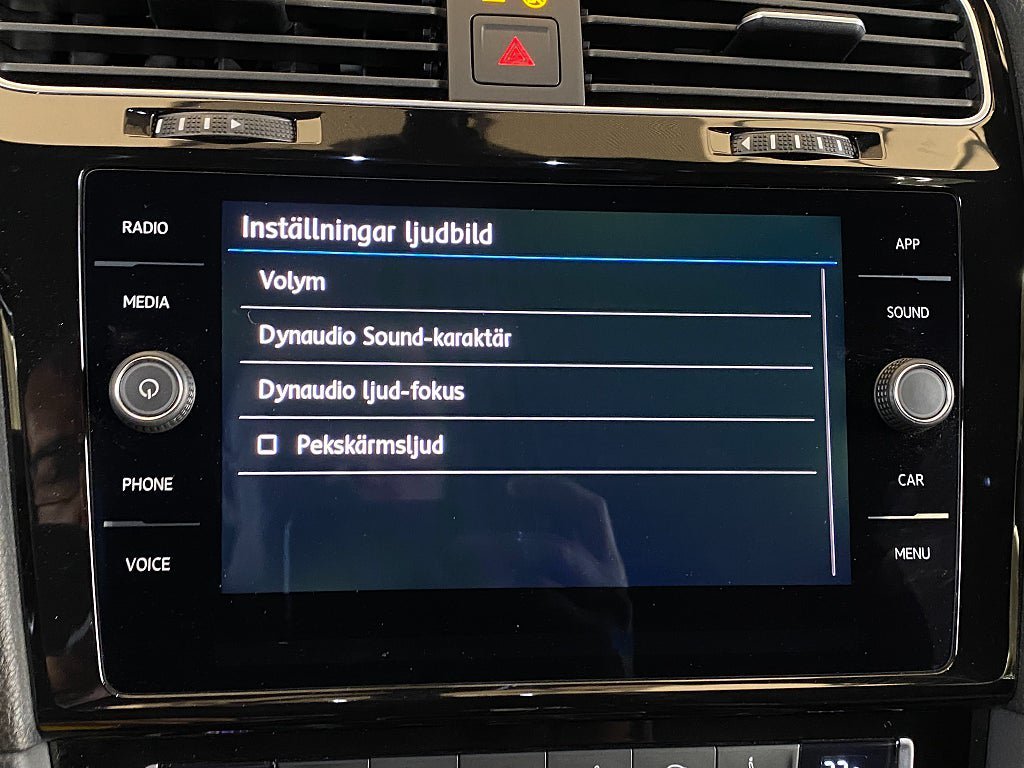 RADIO
MEDIA
PHONE
VOICE
Inställningar ljudbild
Volym
Dynaudio Sound-karaktär
Dynaudio ljud-fokus
Pekskärmsljud
APP
SOUND
CAR
MENU